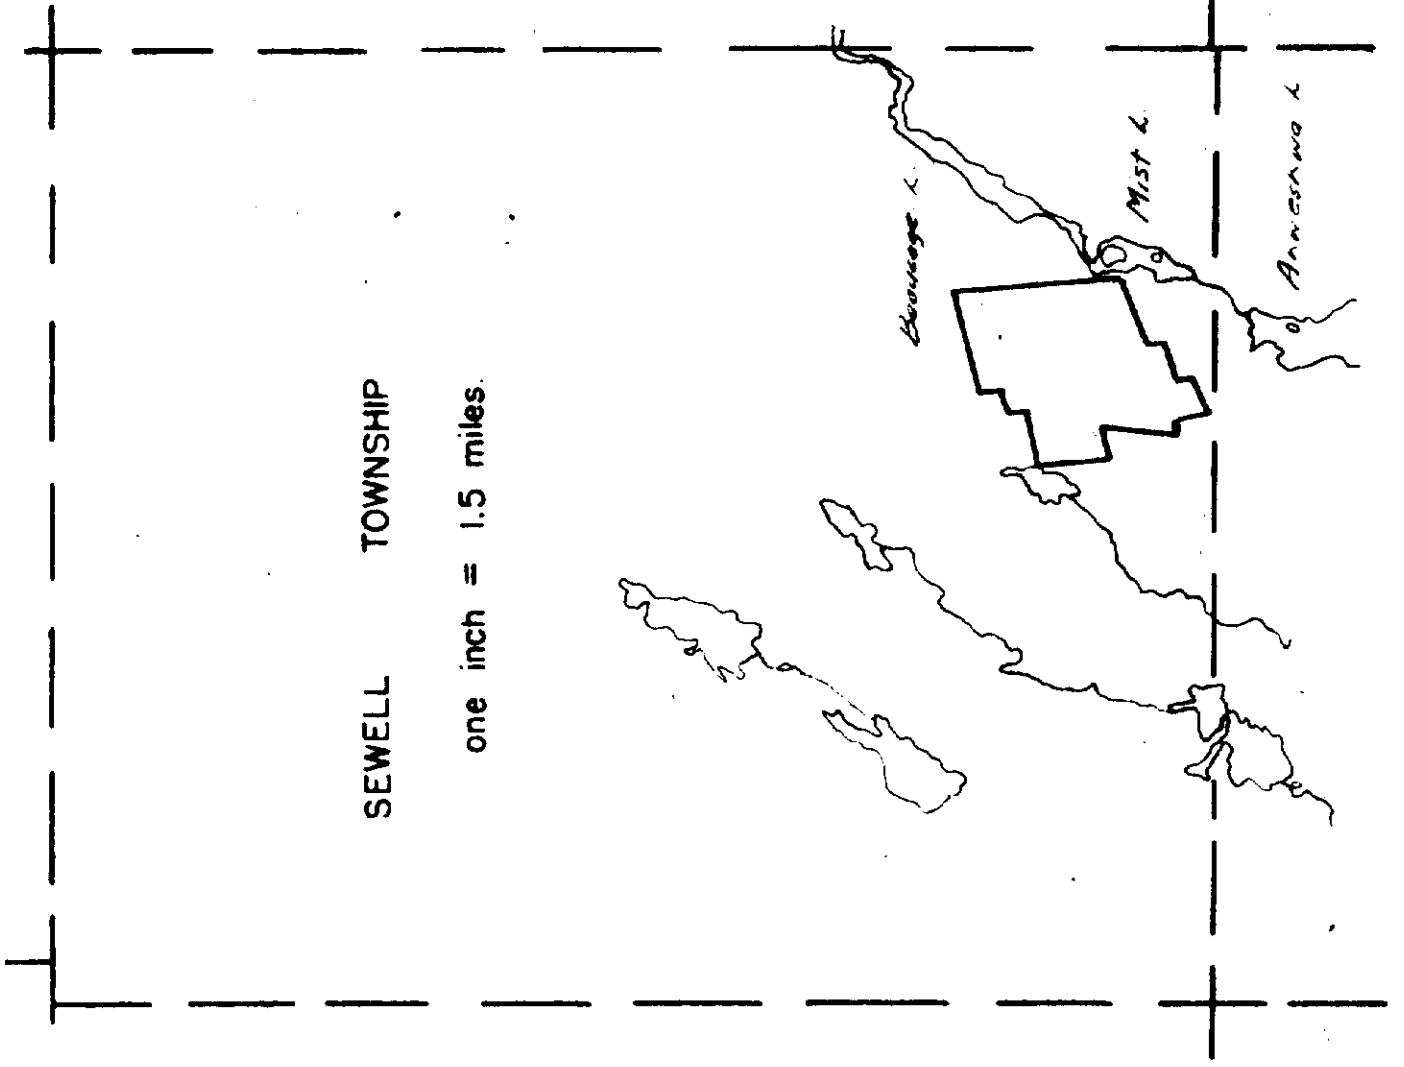 SEWELL TOWNSHIP
one inch = 1.5 miles.
L.
Mist L.
L